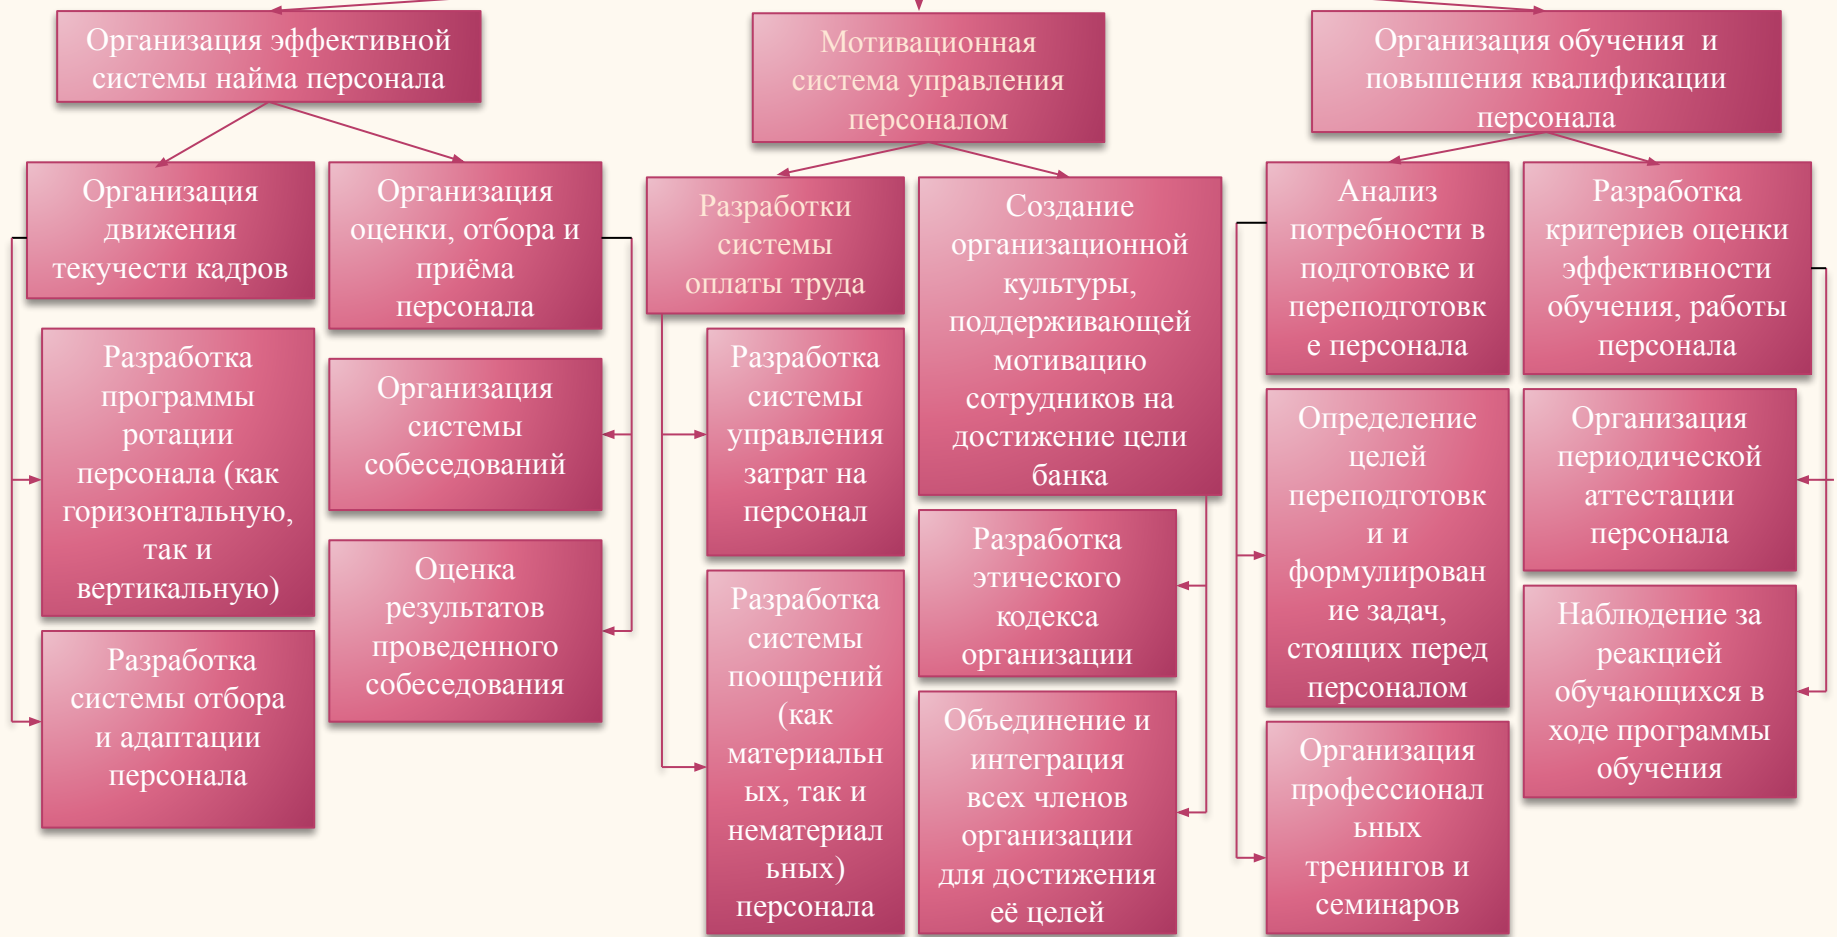 Организация эффективной
системы найма персонала
Мотивационная
система управления
персоналом
Организация обучения и
повышения квалификации
персонала
Организация
движения
текучести кадров
Организация
оценки, отбора и
приёма
персонала
Разработки
системы
оплаты труда
Создание
организационной
культуры,
поддерживающей
мотивацию
сотрудников на
достижение цели
банка
Анализ
потребности в
подготовке и
переподготовк
е персонала
Разработка
критериев оценки
эффективности
обучения, работы
персонала
Разработка
программы
ротации
персонала (как
горизонтальную,
так и
вертикальную)
Организация
системы
собеседований
Разработка
системы
управления
затрат на
персонал
Определение
целей
переподготовк
и и
формулирован
ие задач,
стоящих перед
персоналом
Организация
периодической
аттестации
персонала
Разработка
этического
кодекса
организации
Оценка
результатов
проведенного
собеседования
Разработка
системы
поощрений
(как
материальн
ых, так и
нематериал
ьных)
персонала
Наблюдение за
реакцией
обучающихся в
ходе программы
обучения
Разработка
системы отбора
и адаптации
персонала
Объединение и
интеграция
всех членов
организации
для достижения
её целей
Организация
профессионал
ьных
тренингов и
семинаров